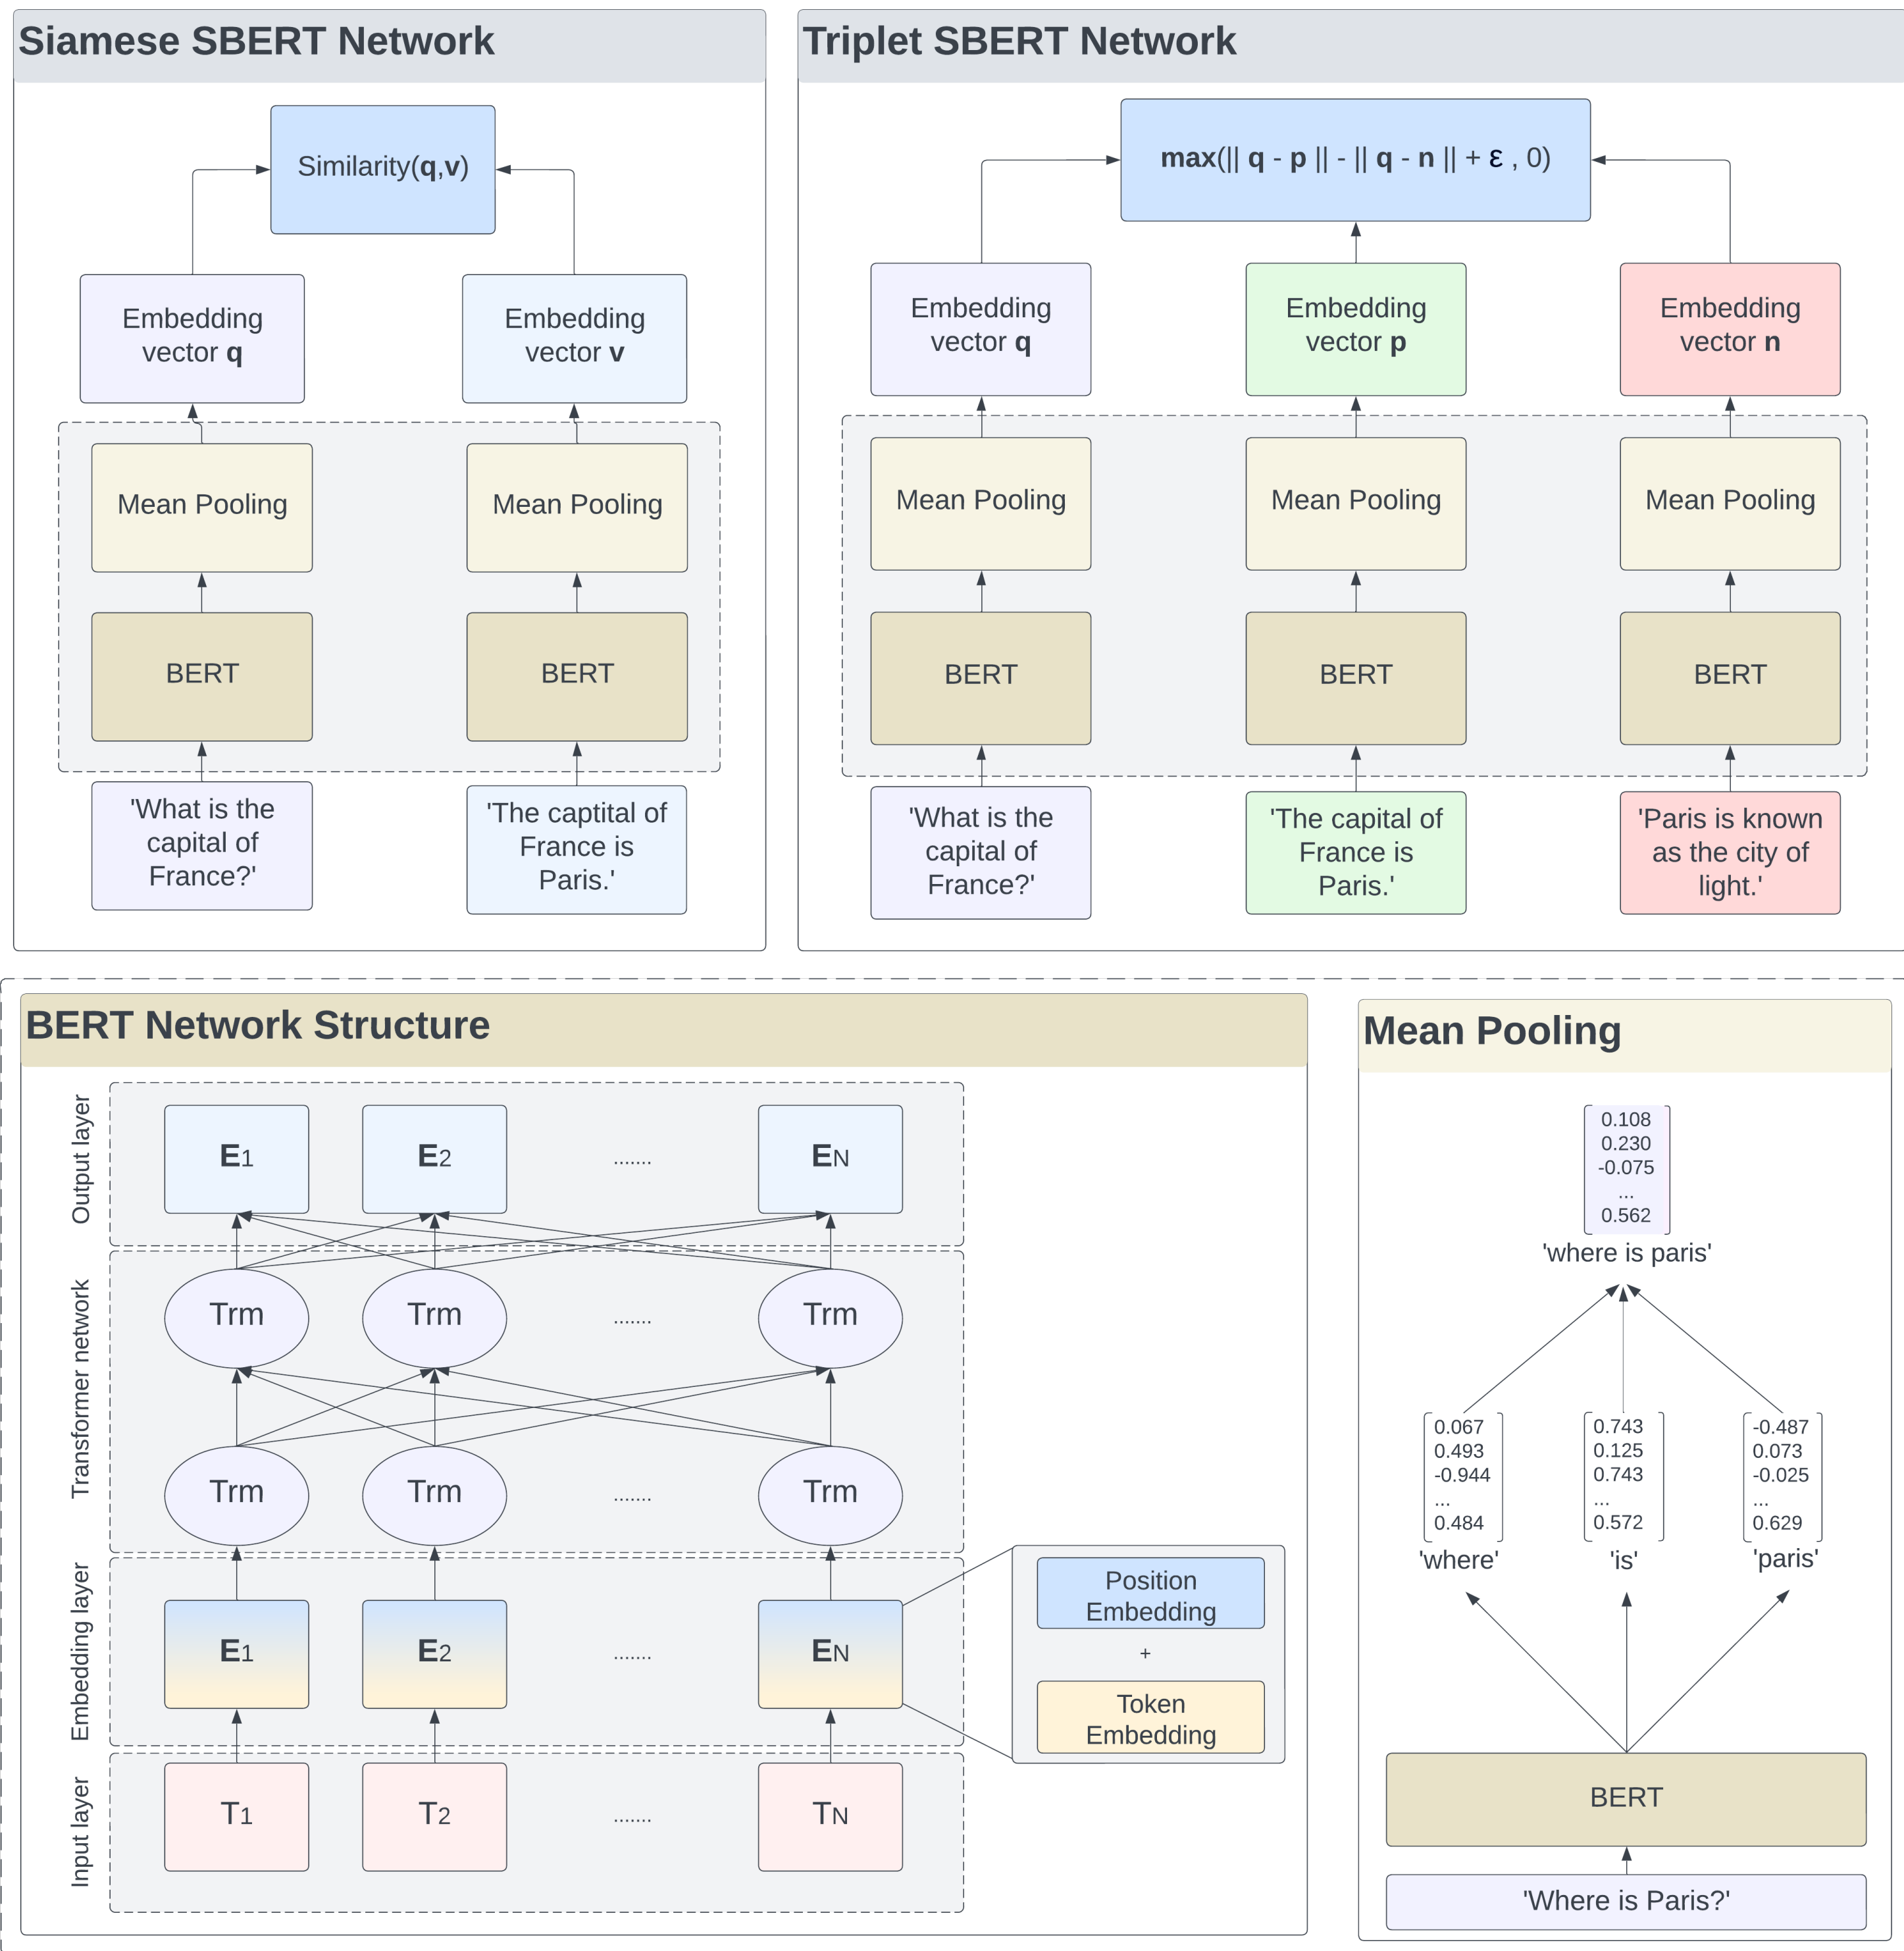 Siamese SBERT Network
Similarity(q,v)
Embedding
vector q
Embedding
vector v
Mean Pooling
Mean Pooling
BERT
BERT
'What is the
capital of
France?'
'The captital of
France is
Paris.'
Triplet SBERT Network
max(|| q - p || - || q - n || + ε , 0)
Embedding
vector q
Embedding
vector p
Embedding
vector n
Mean Pooling
Mean Pooling
Mean Pooling
BERT
BERT
BERT
'What is the
capital of
France?'
'The capital of
France is
Paris.'
'Paris is known
as the city of
light.'
BERT Network Structure
Output layer
E1
E2
.......
EN
Transformer network
Trm
Trm
.......
Trm
Trm
Trm
.......
Trm
Embedding layer
E1
E2
.......
EN
Position
Embedding
+
Token
Embedding
Input layer
T1
T2
.......
TN
Mean Pooling
0.108
0.230
-0.075
...
0.562
'where is paris'
0.067
0.493
-0.944
...
0.484
'where'
0.743
0.125
0.743
...
0.572
'is'
-0.487
0.073
-0.025
...
0.629
'paris'
BERT
'Where is Paris?'